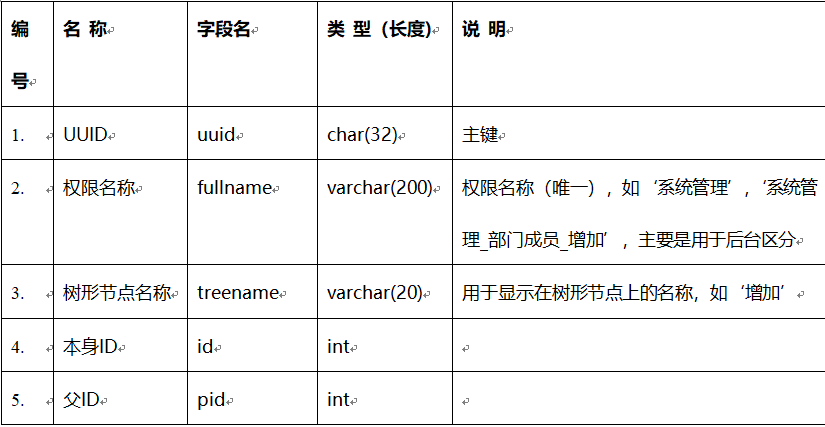 编 名 称 字段名 类 型（长度) 说 明
号
1. UUID uuid char(32) 主键
2. 权限名称 fullname varchar(200) 权限名称（唯一），如‘系统管理’，‘系统管
理_部门成员_增加’，主要是用于后台区分
3. 树形节点名称 treename varchar(20) 用于显示在树形节点上的名称，如‘增加’
4. 本身ID id int
5. 父ID pid int